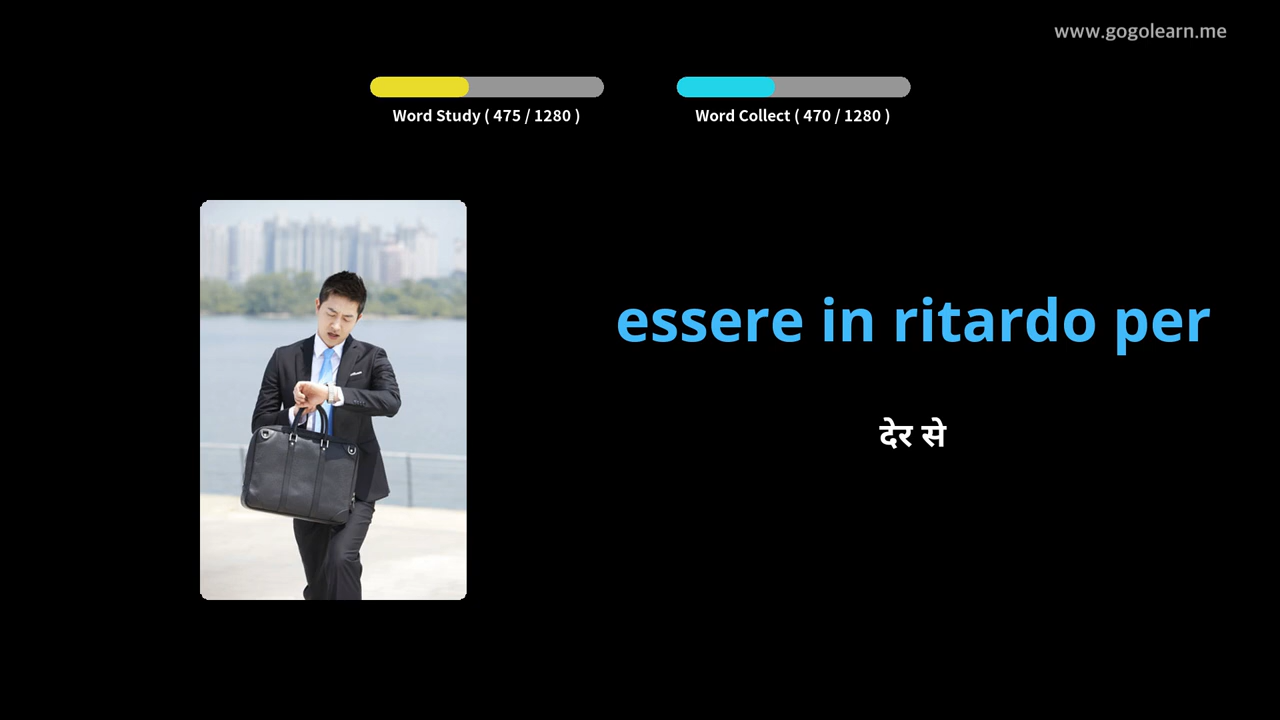 www.gogolearn.me
Word Study ( 475 / 1280 )
Word Collect ( 470 / 1280 )
essere in ritardo per
देर से